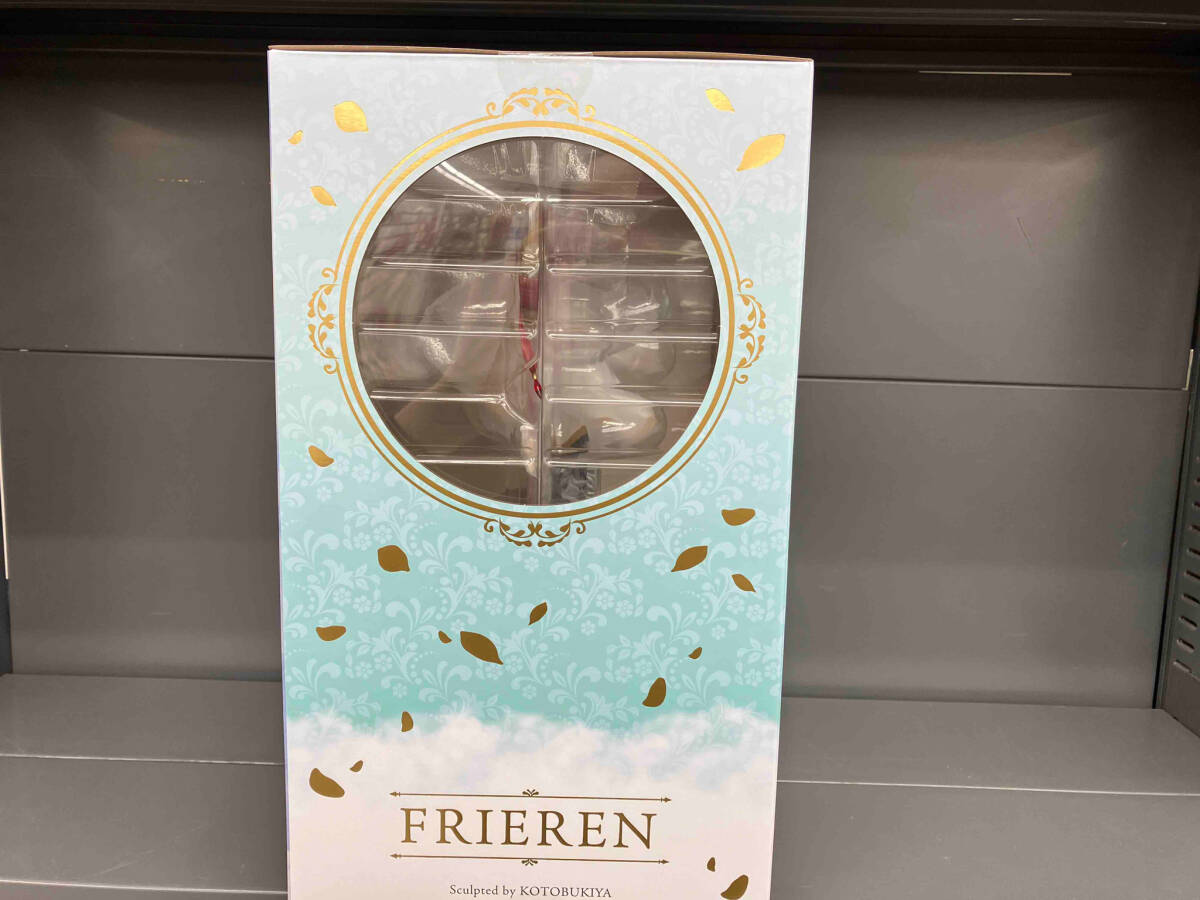 FRIEREN
Sculpted by KOTOBUKIYA